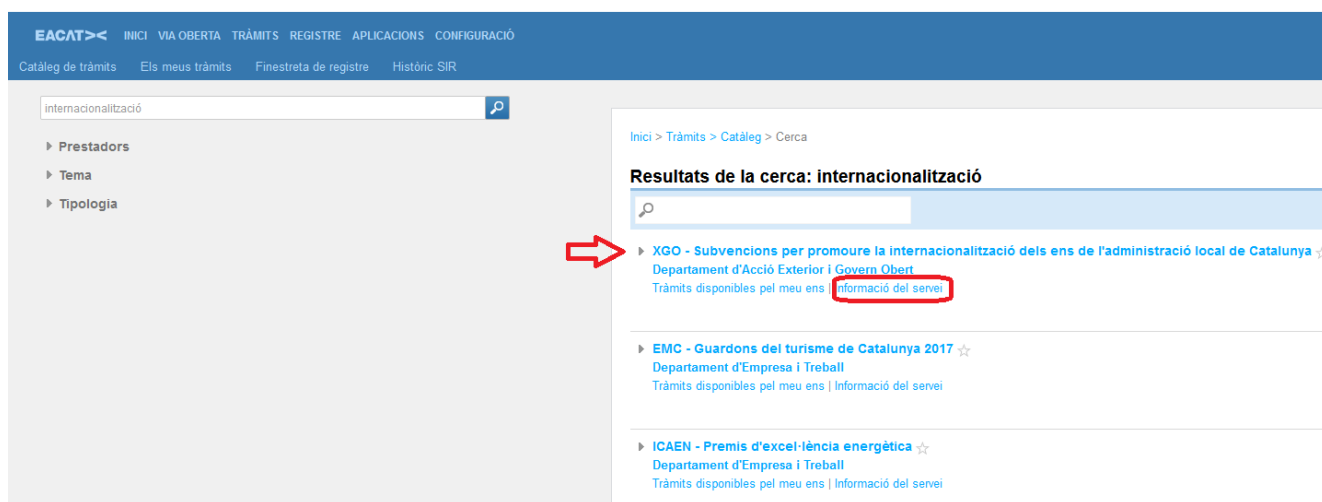 EACAT>< INICI VIA OBERTA TRÀMITS REGISTRE APLICACIONS CONFIGURACIÓ
Catàleg de tràmits Els meus tràmits Finestreta de registre Històric SIR
internacionalització
Prestadors
Tema
Tipologia
Inici > Tràmits > Catàleg > Cerca
Resultats de la cerca: internacionalització
XGO - Subvencions per promoure la internacionalització dels ens de l'administració local de Catalunya
Departament d'Acció Exterior i Govern Obert
Tràmits disponibles pel meu ens | Informació del servei
EMC - Guardons del turisme de Catalunya 2017
Departament d'Empresa i Treball
Tràmits disponibles pel meu ens | Informació del servei
ICAEN - Premis d'excel·lència energètica
Departament d'Empresa i Treball
Tràmits disponibles pel meu ens | Informació del servei